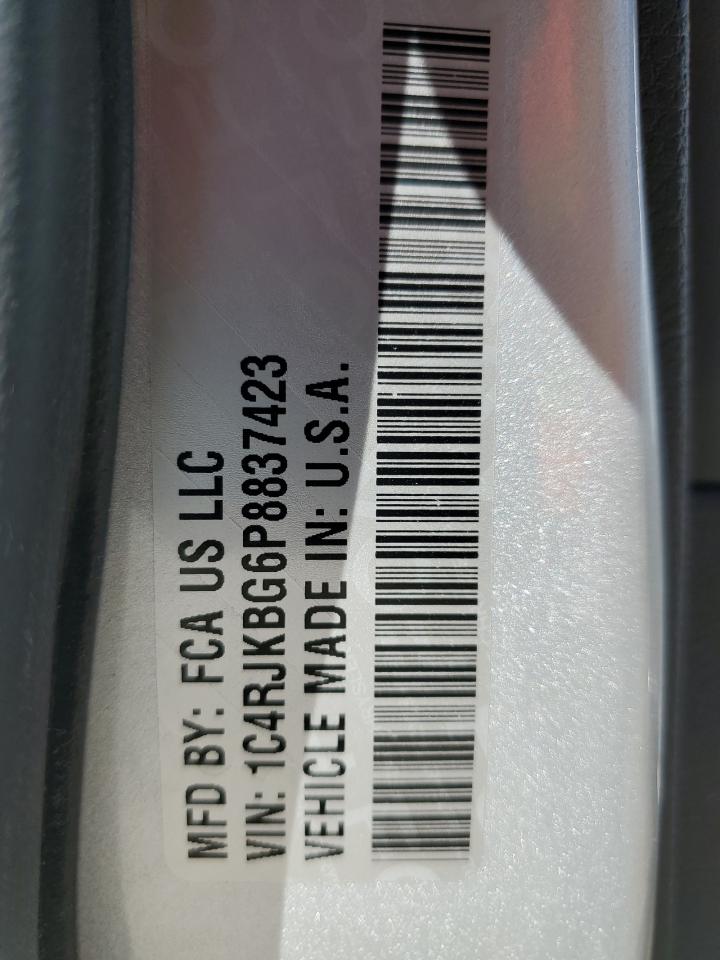 MFD BY: FCA US LLC
VIN: 1C4RJKBG6P8837423
VEHICLE MADE IN: U.S.A.